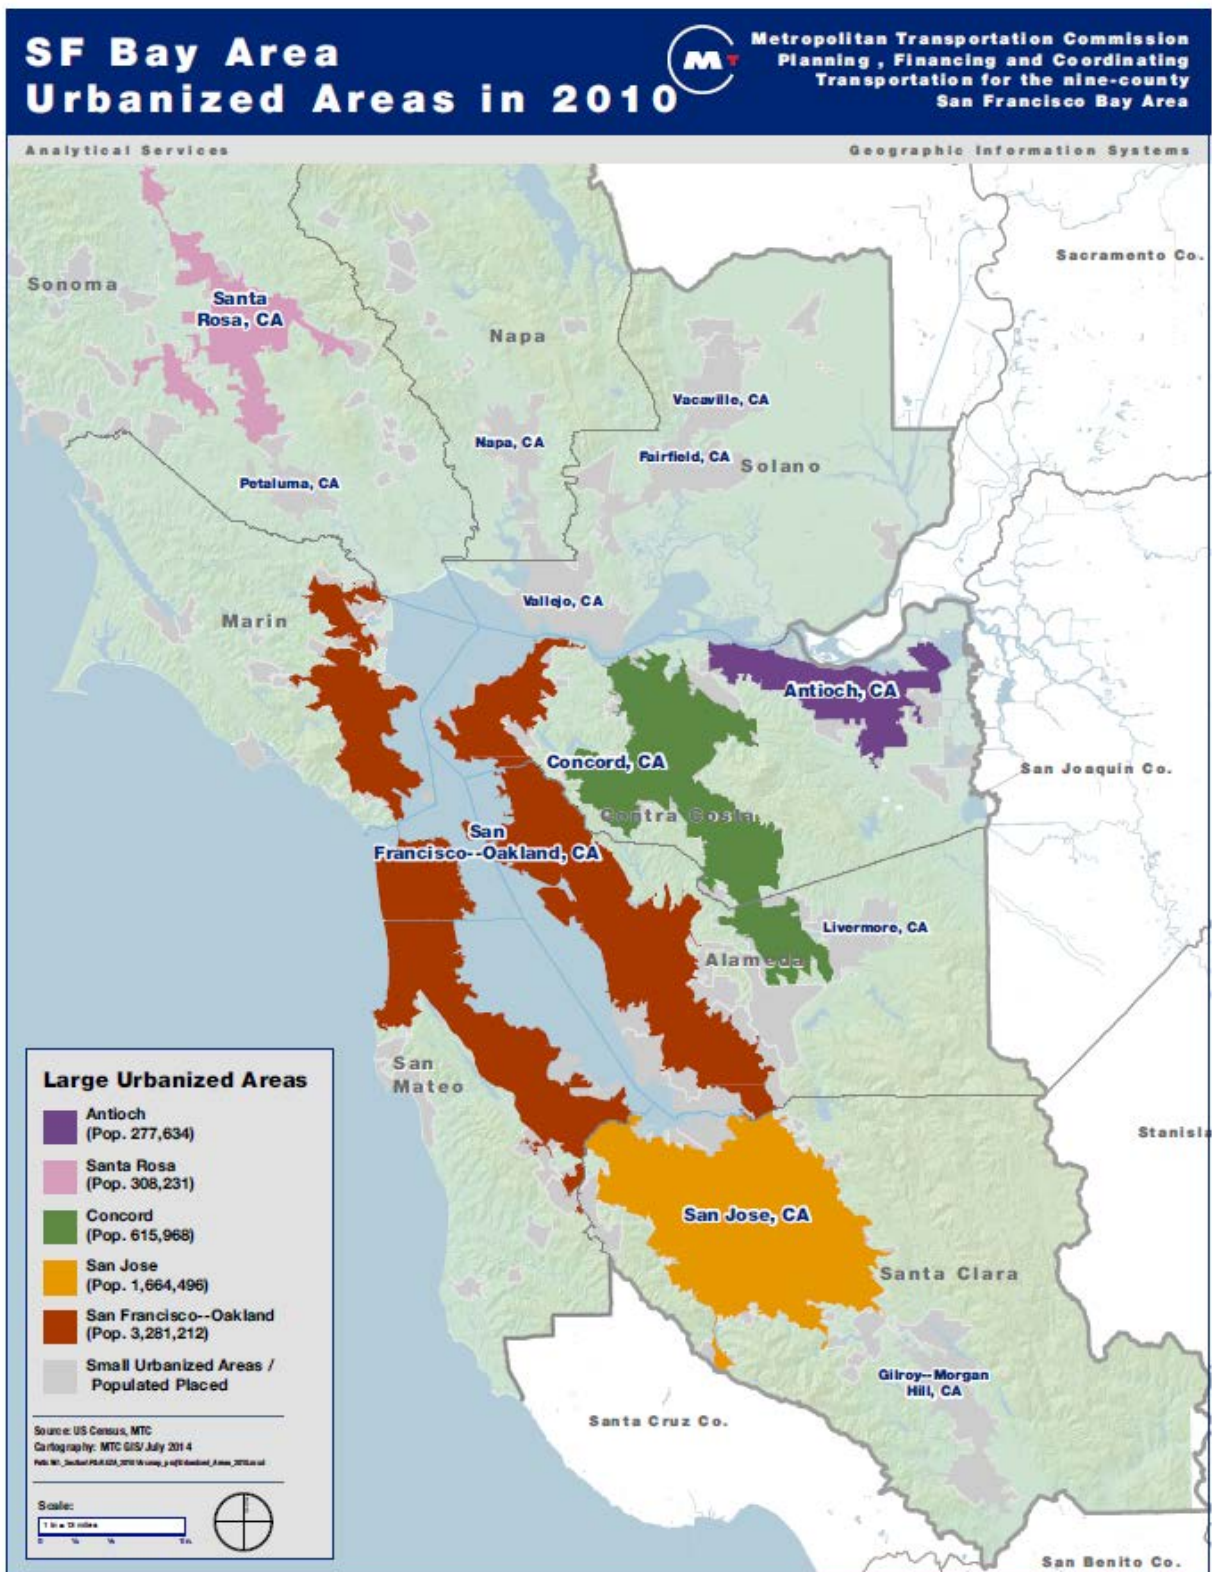 SF Bay Area
Urbanized Areas in 2010
MT
Metropolitan Transportation Commission
Planning , Financing and Coordinating
Transportation for the nine-county
San Francisco Bay Area
Analytical Services
Geographic Information Systems
Sacramento Co.
Sonoma
Santa
Rosa, CA
Napa
Vacaville, CA
Napa, CA
Fairfield, CA
Solano
Petaluma, CA
Vallejo, CA
Marin
Antioch, CA
Concord, CA
San Joaquin Co.
Contra Costa
San
Francisco--Oakland, CA
Livermore, CA
Alameda
San
Mateo
Stanisla
San Jose, CA
Santa Clara
Gilroy--Morgan
Hill, CA
Santa Cruz Co.
San Benito Co.
Large Urbanized Areas
Antioch
(Pop. 277,634)
Santa Rosa
(Pop. 308,231)
Concord
(Pop. 615,968)
San Jose
(Pop. 1,664,496)
San Francisco--Oakland
(Pop. 3,281,212)
Small Urbanized Areas /
Populated Placed
Source: US Census, MTC
Cartography: MTC GIS/ July 2014
Scale:
1 in = 13 miles